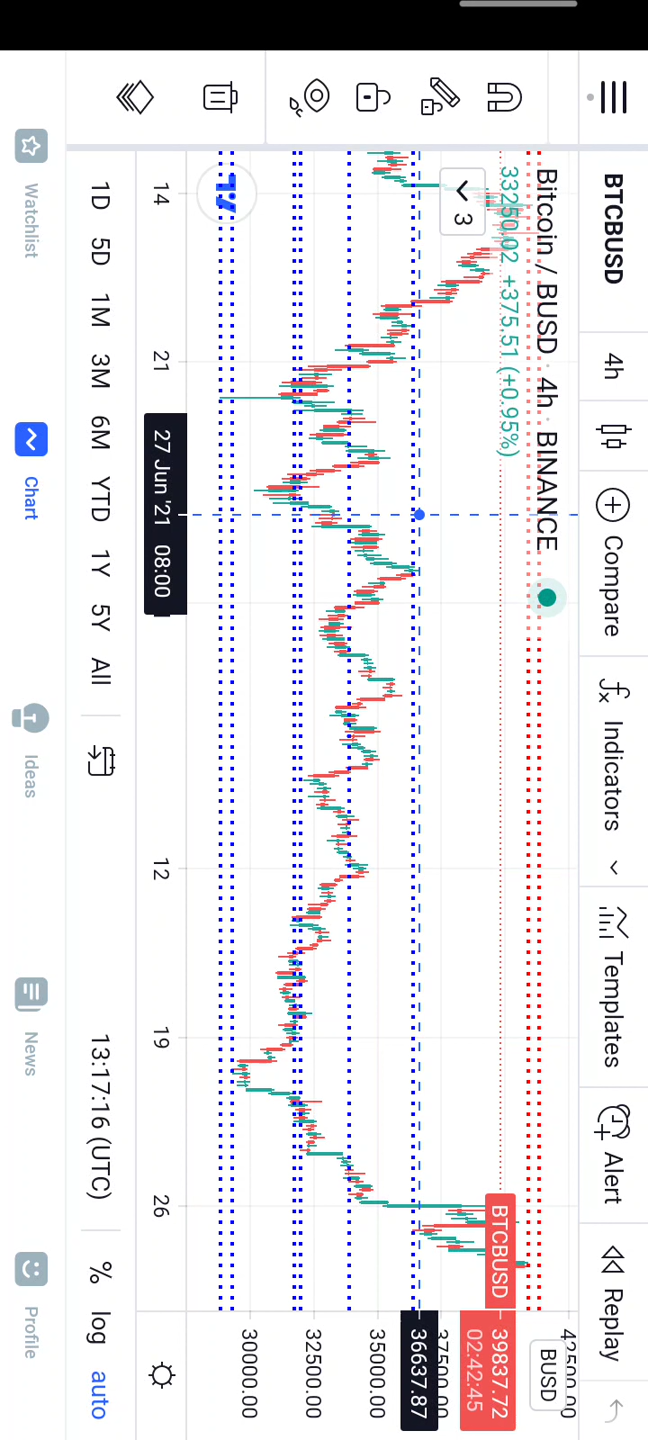 BTCBUSD 4h Compare Indicators Templates Alert Replay
Bitcoin / BUSD · 4h · BINANCE
33250.02 +375.51 (+0.95%)
3
BUSD
BTCBUSD 39837.72
02:42:45
37500.00
36637.87
35000.00
32500.00
30000.00
14 21 27 Jun '21 08:00 12 19 26
1D 5D 1M 3M 6M YTD 1Y 5Y All 13:17:16 (UTC) % log auto
Watchlist Chart Ideas News Profile